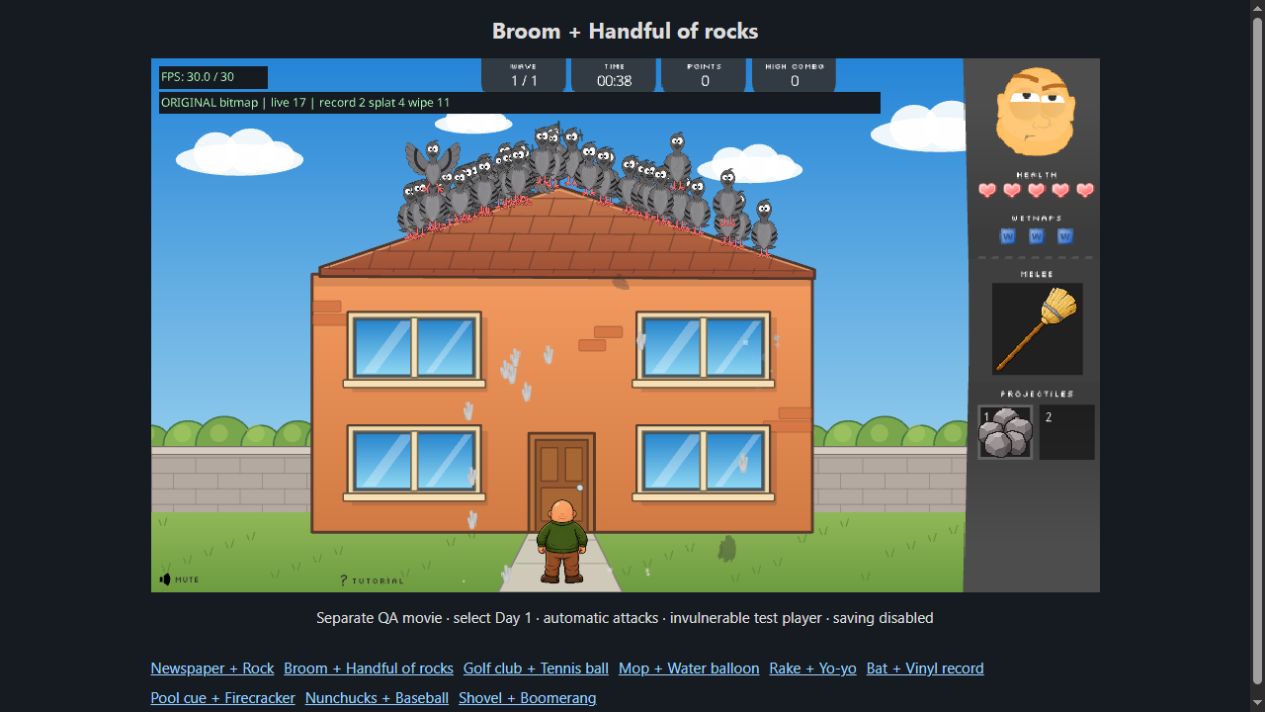 Broom + Handful of rocks
FPS: 30.0 / 30
WAVE
1 / 1
TIME
00:38
POINTS
0
HIGH COMBO
0
ORIGINAL bitmap | live 17 | record 2 splat 4 wipe 11
HEALTH
WETNAPS
W W W
MELEE
PROJECTILES
1 2
MUTE
? TUTORIAL
Separate QA movie · select Day 1 · automatic attacks · invulnerable test player · saving disabled
Newspaper + Rock Broom + Handful of rocks Golf club + Tennis ball Mop + Water balloon Rake + Yo-yo Bat + Vinyl record
Pool cue + Firecracker Nunchucks + Baseball Shovel + Boomerang